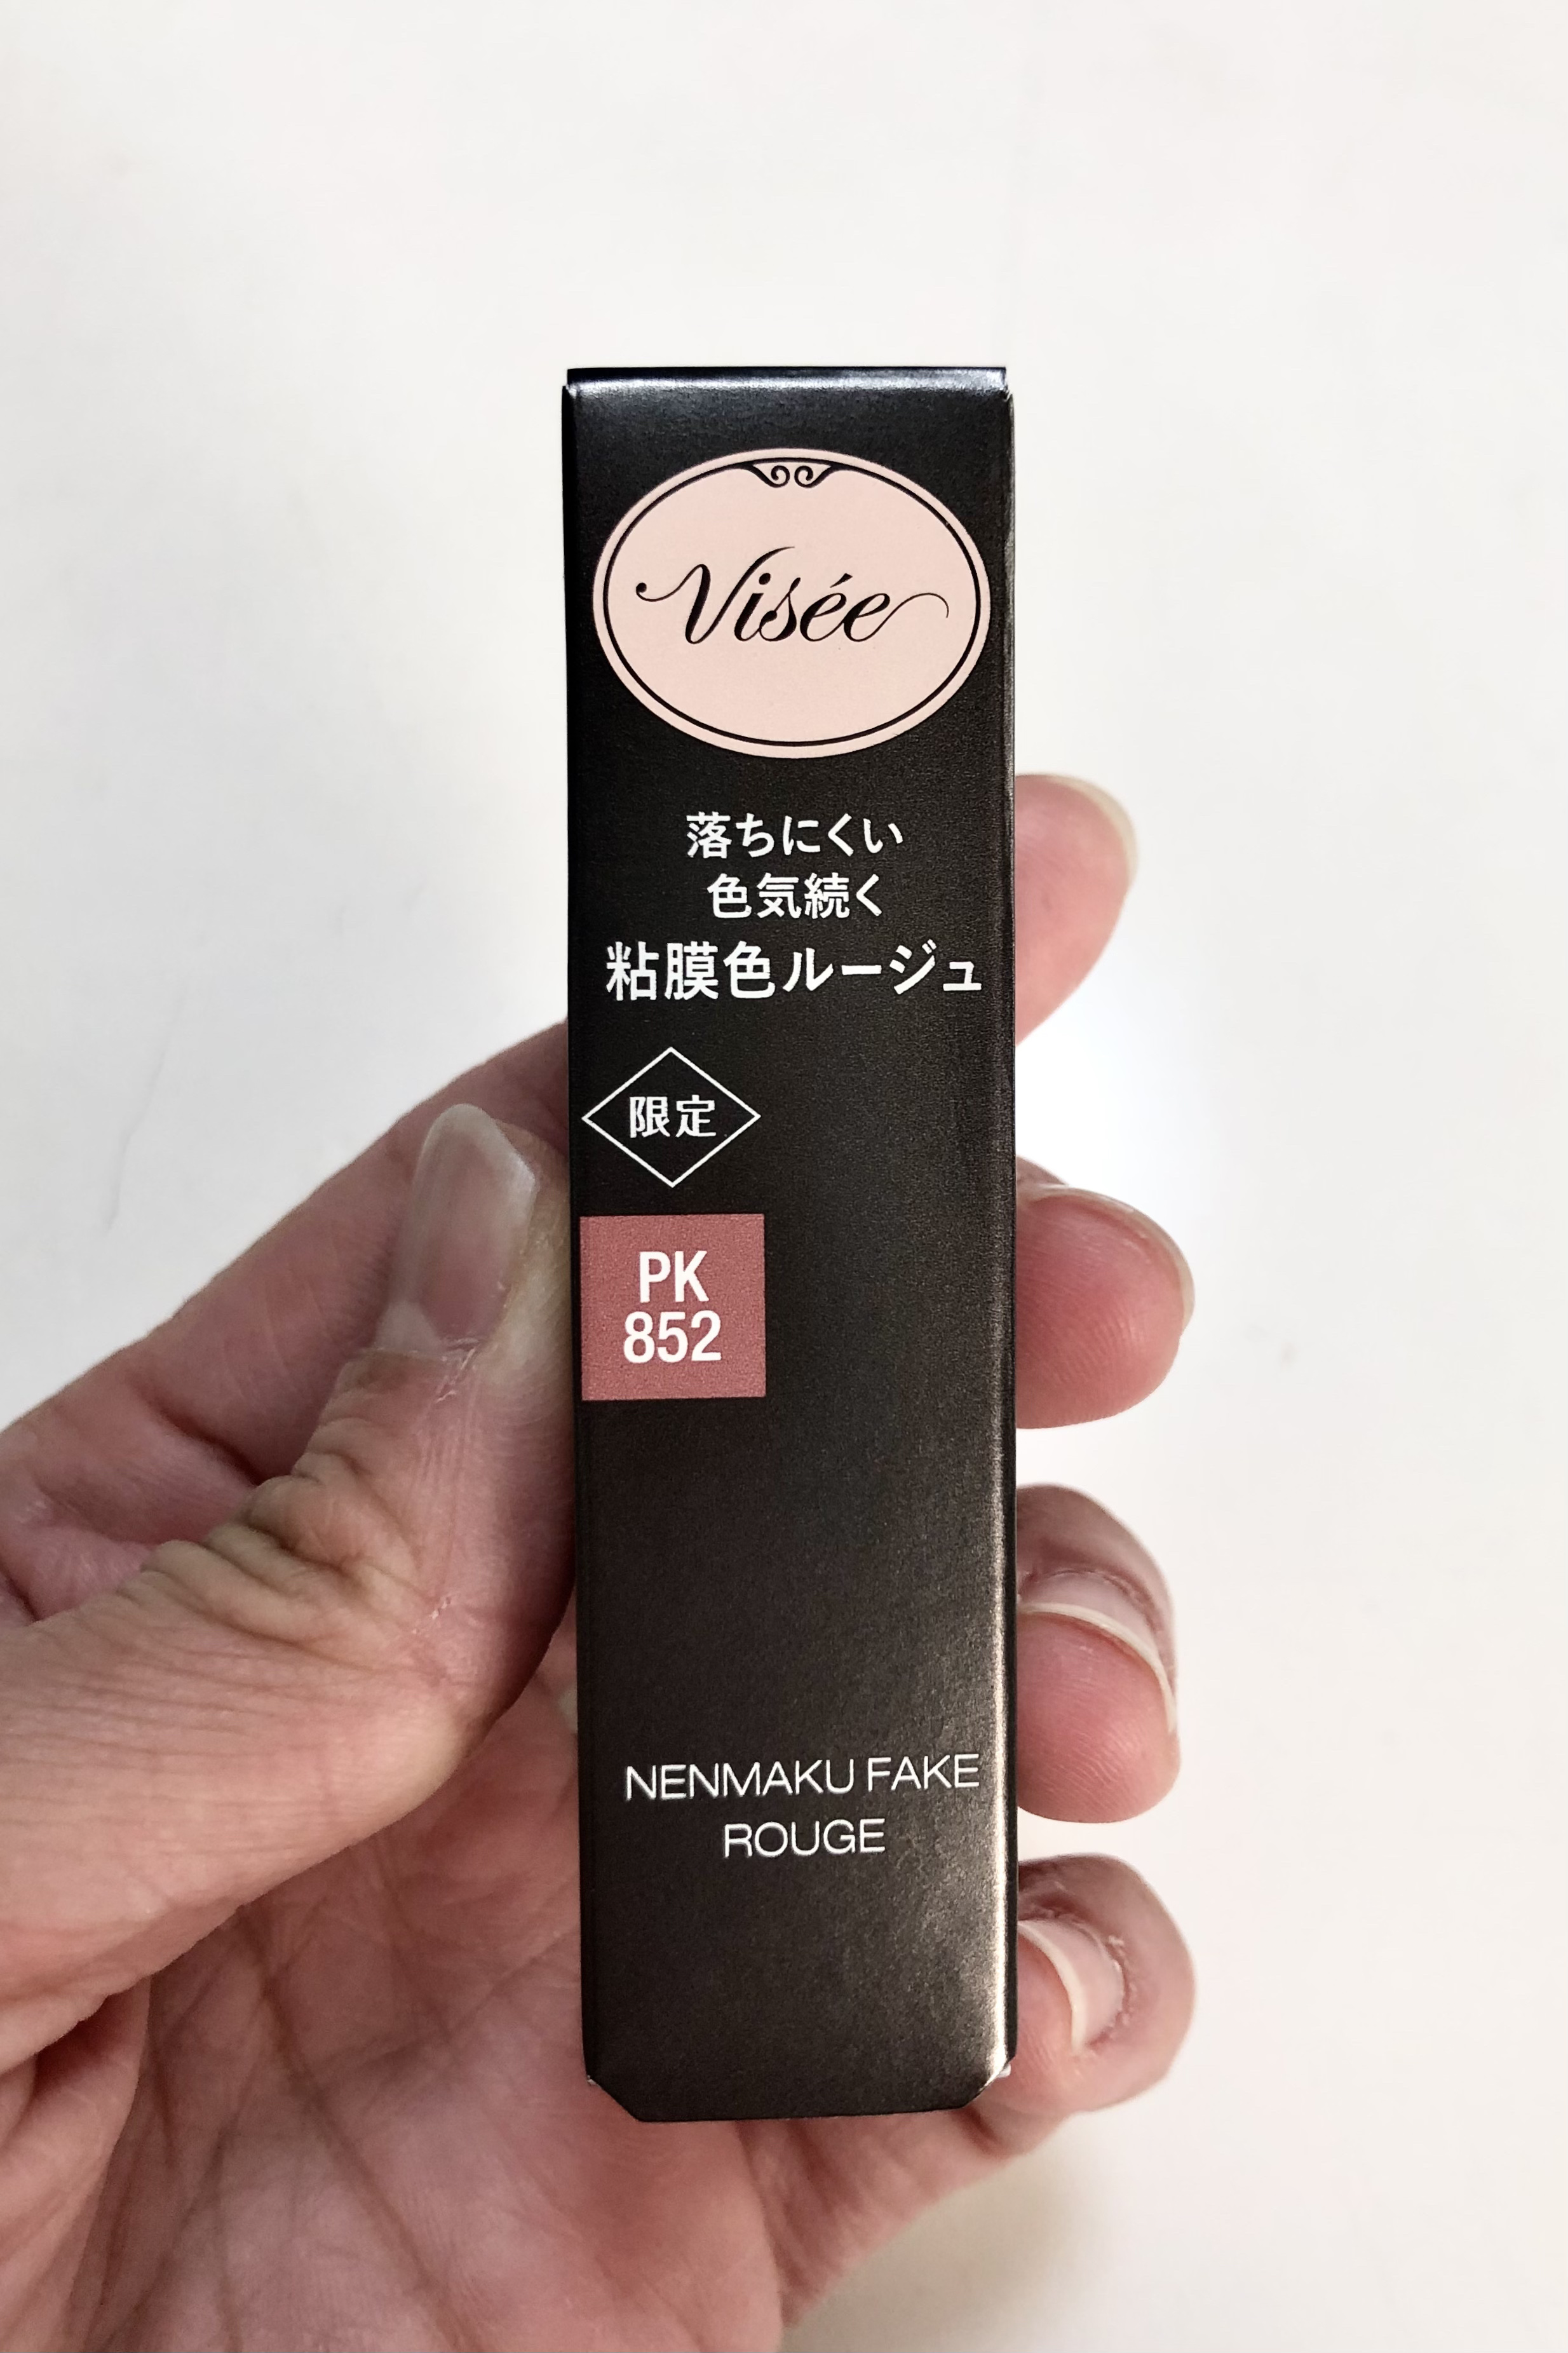 Visée
落ちにくい
色気続く
粘膜色ルージュ
限定
PK
852
NENMAKU FAKE
ROUGE